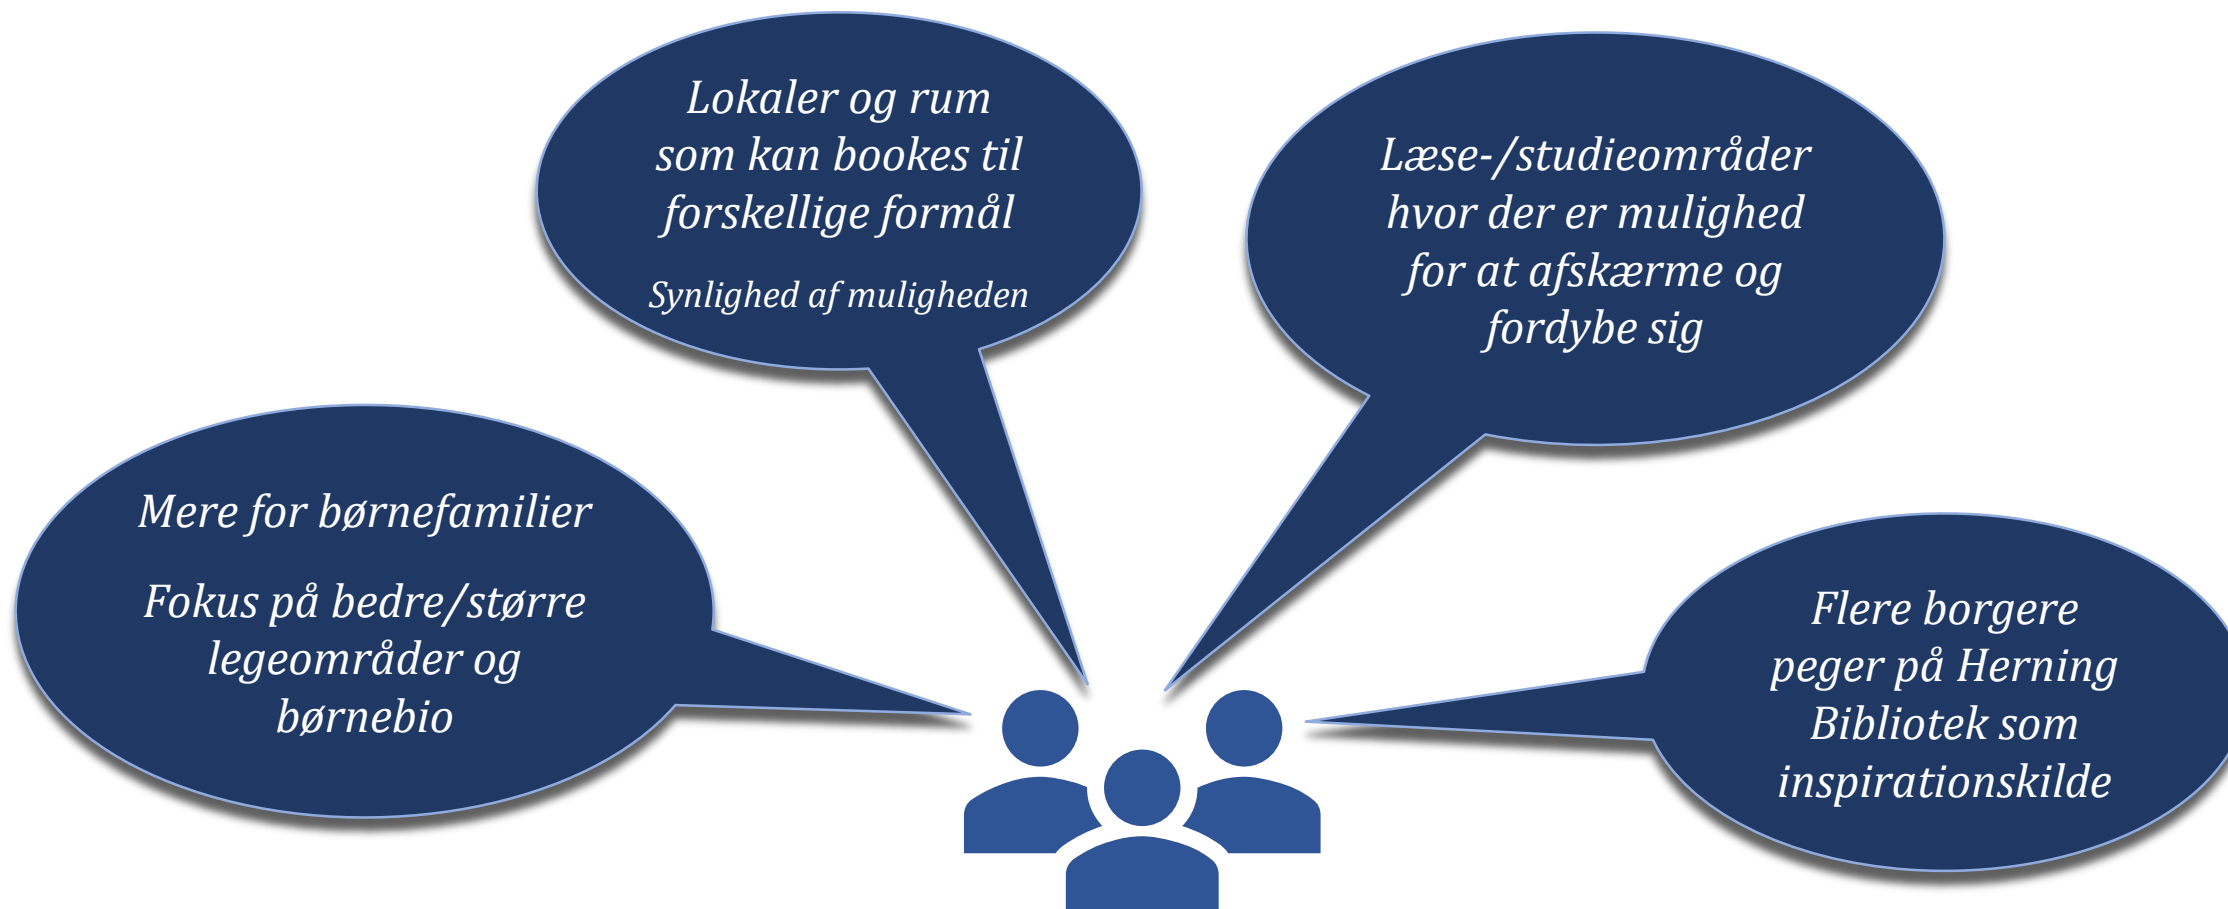 Lokaler og rum
som kan bookes til
forskellige formål
Synlighed af muligheden
Læse-/studieområder
hvor der er mulighed
for at afskærme og
fordybe sig
Mere for børnefamilier
Fokus på bedre/større
legeområder og
børnebio
Flere borgere
peger på Herning
Bibliotek som
inspirationskilde